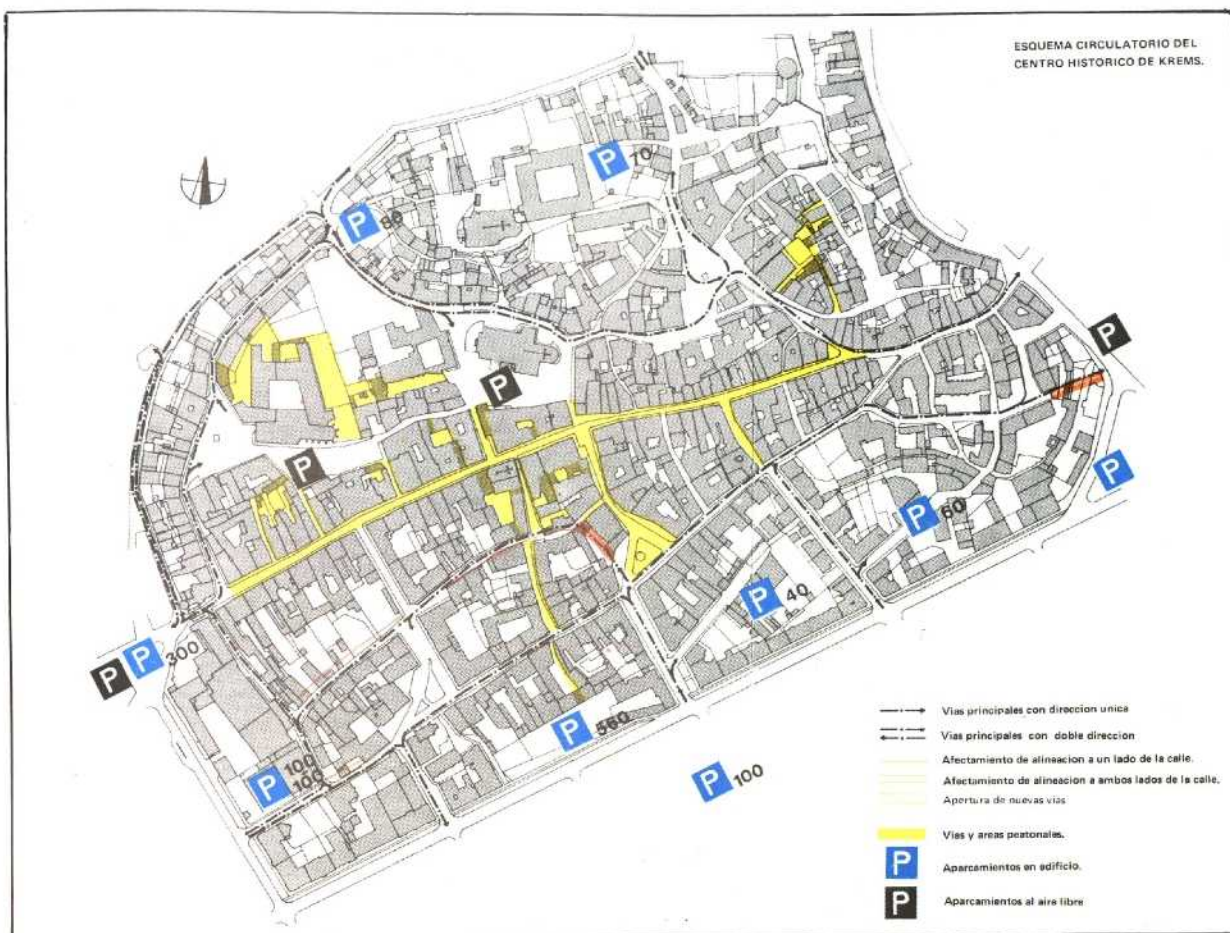 ESQUEMA CIRCULATORIO DEL
CENTRO HISTORICO DE KREMS.
P 70
P 80
P
P
P
P
P 60
P 40
P P 300
P 560
P 100
100
P 100
Vias principales con direccion unica
Vias principales con doble direccion
Afectamiento de alineacion a un lado de la calle.
Afectamiento de alineacion a ambos lados de la calle.
Apertura de nuevas vias
Vias y areas peatonales.
P Aparcamientos en edificio.
P Aparcamientos al aire libre